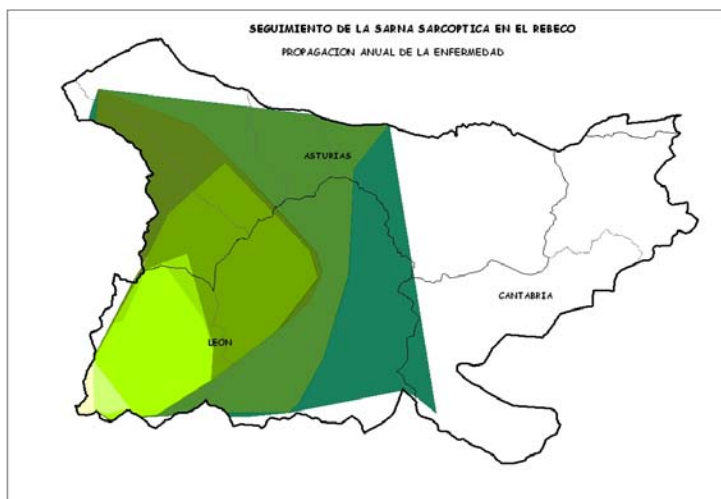 SEGUIMIENTO DE LA SARNA SARCOPTICA EN EL REBECO
PROPAGACION ANUAL DE LA ENFERMEDAD
ASTURIAS
CANTABRIA
LEON